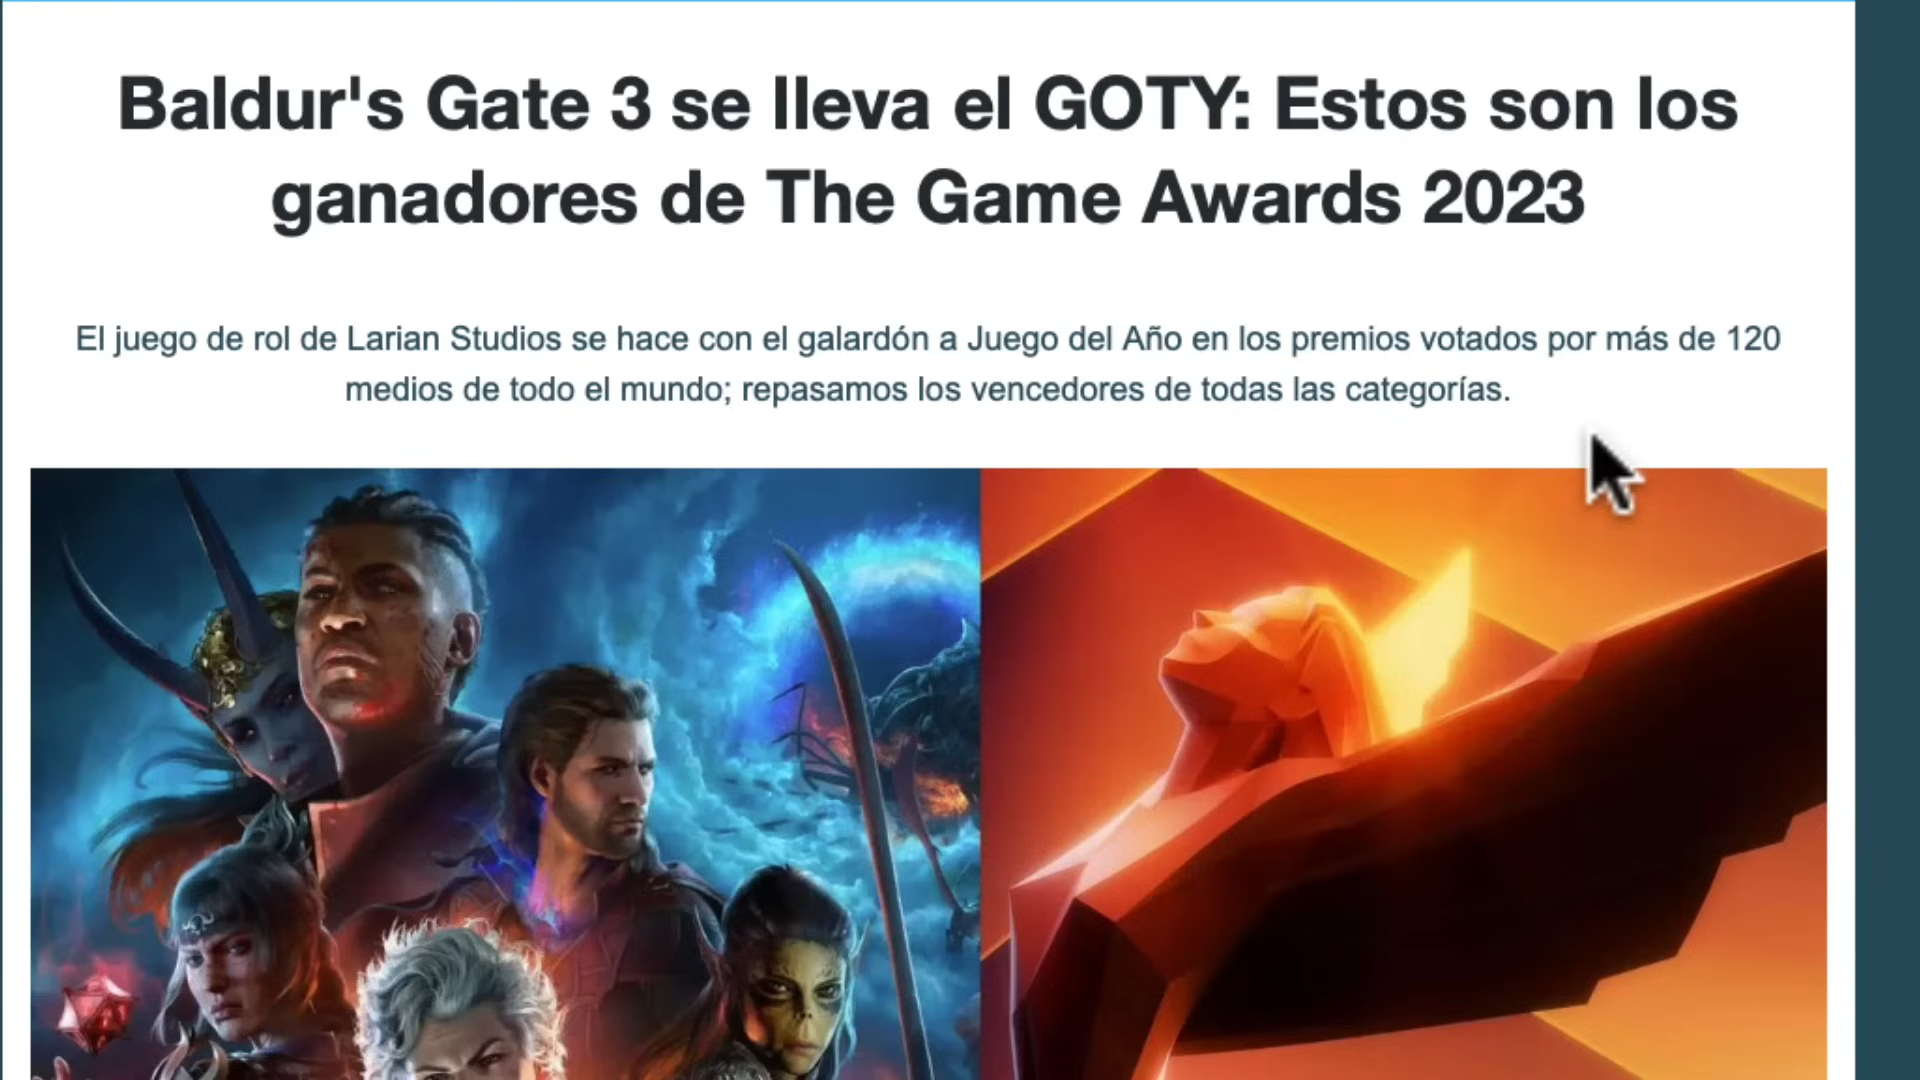 Baldur's Gate 3 se lleva el GOTY: Estos son los
ganadores de The Game Awards 2023
El juego de rol de Larian Studios se hace con el galardón a Juego del Año en los premios votados por más de 120
medios de todo el mundo; repasamos los vencedores de todas las categorías.